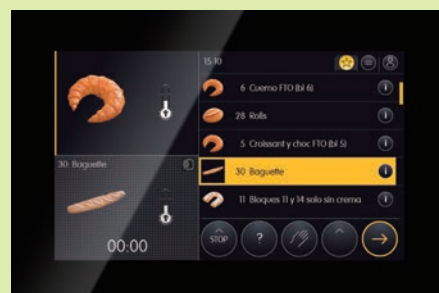 15:10
6 Cuerno FTO (bl 6)
28 Rolls
5 Croissant y choc FTO (bl 5)
30 Baguette
11 Bloques 11 y 14 solo sin crema
30 Baguette
00:00
STOP
?